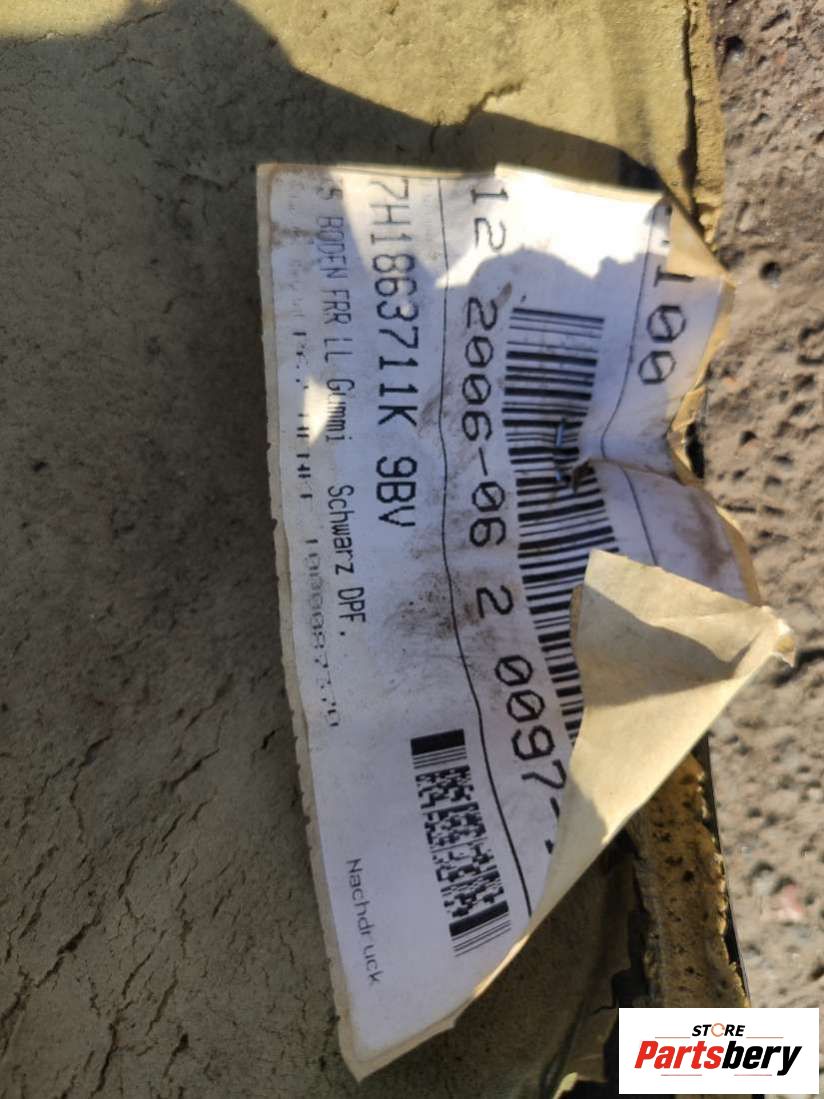 100
12 2006-06 2 0097
7H1863711K 9BV
BODEN FRR LL Gummi Schwarz DPF.
Nachdruck
STORE
Partsbery